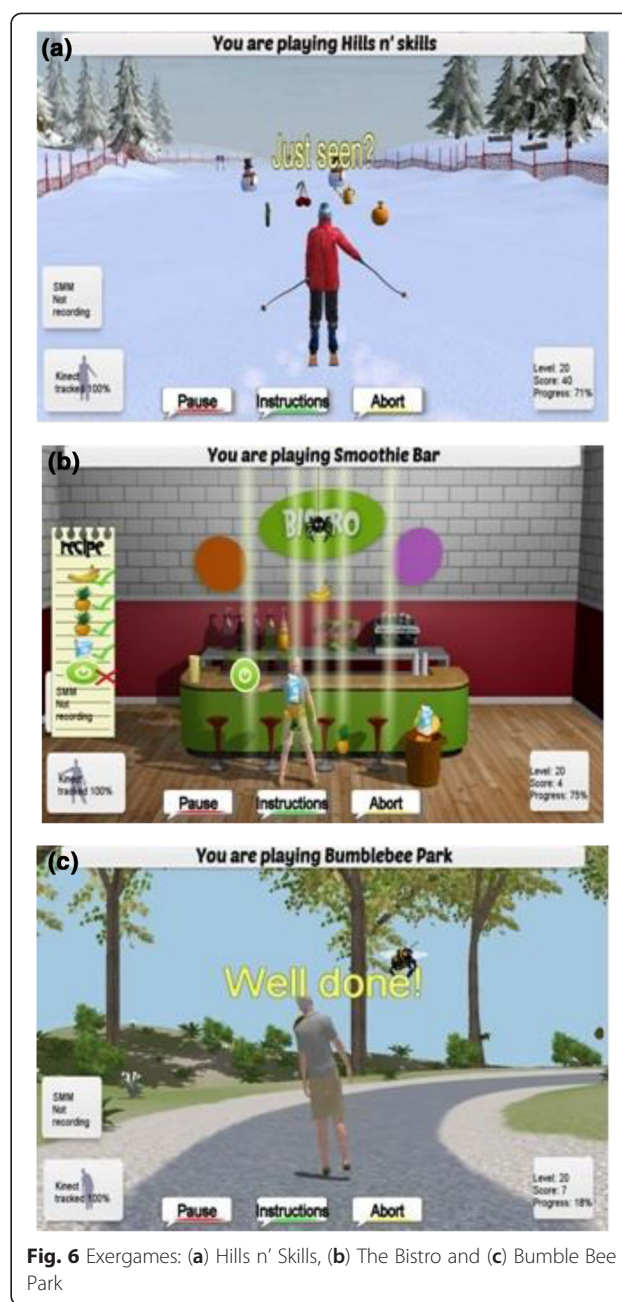 (a)
You are playing Hills n' skills
Just seen?
SMM
Not
recording
Kinect
tracked 100%
Level: 20
Score: 40
Progress: 71%
Pause
Instructions
Abort
(b)
You are playing Smoothie Bar
BISTRO
recipe
SMM
Not
recording
Kinect
tracked 100%
Level: 20
Score: 4
Progress: 75%
Pause
Instructions
Abort
(c)
You are playing Bumblebee Park
Well done!
SMM
Not
recording
Kinect
tracked 100%
Level: 20
Score: 7
Progress: 18%
Pause
Instructions
Abort
Fig. 6 Exergames: (a) Hills n' Skills, (b) The Bistro and (c) Bumble Bee
Park